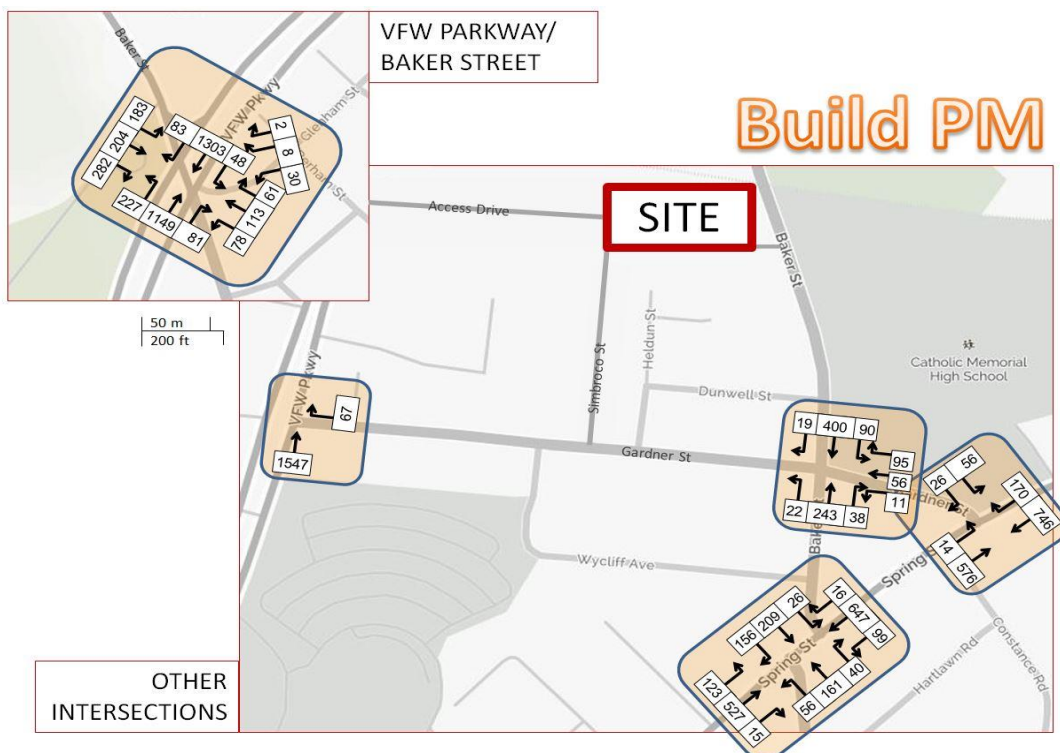 VFW PARKWAY/
BAKER STREET
Build PM
Baker St
VFW Pkwy
Glenham St
183
204
282
83
1303
48
2
8
30
61
113
78
227
1149
81
50 m
200 ft
Access Drive
SITE
Baker St
Simbroco St
Heldun St
Dunwell St
Catholic Memorial
High School
VFW Pkwy
67
1547
Gardner St
19
400
90
95
56
11
22
243
38
Gardner St
26
56
170
746
14
576
Spring St
Wycliff Ave
156
209
26
16
647
99
Spring St
123
527
15
56
161
40
Hartlawn Rd
Constance Rd
OTHER
INTERSECTIONS